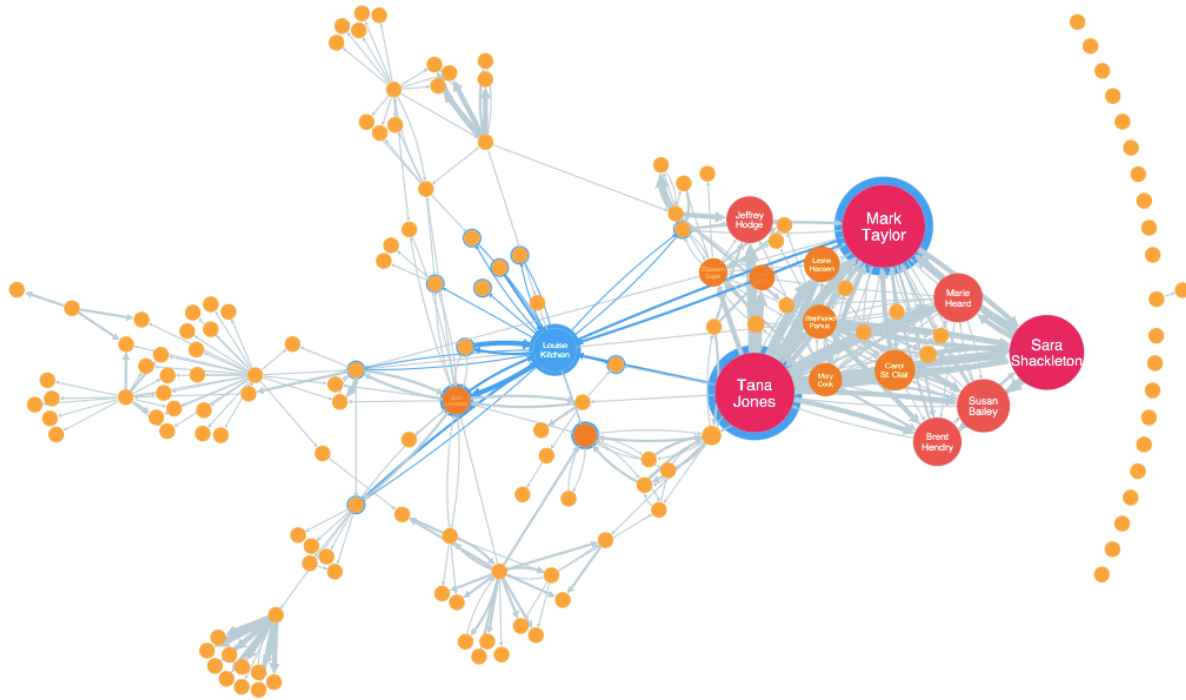 Mark
Taylor
Jeffrey
Hodge
Leslie
Hansen
Marie
Heard
Stephanie
Panus
Louise
Kitchen
Sara
Shackleton
Carol
St. Clair
Mary
Cook
Tana
Jones
Susan
Bailey
Brent
Hendry